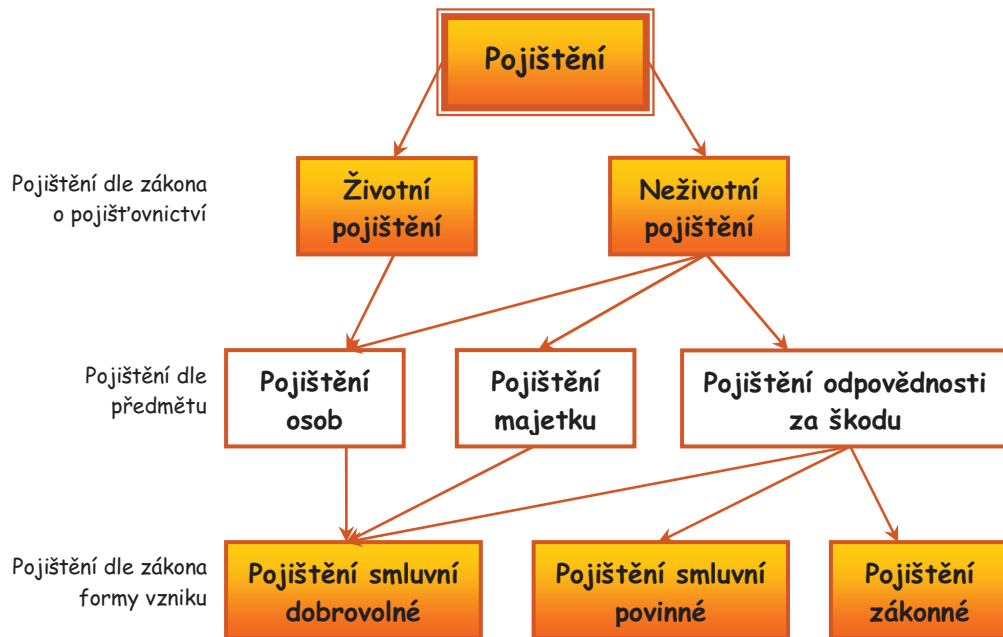 Pojištění
Pojištění dle zákona
o pojišťovnictví
Životní
pojištění
Neživotní
pojištění
Pojištění dle
předmětu
Pojištění
osob
Pojištění
majetku
Pojištění odpovědnosti
za škodu
Pojištění dle zákona
formy vzniku
Pojištění smluvní
dobrovolné
Pojištění smluvní
povinné
Pojištění
zákonné